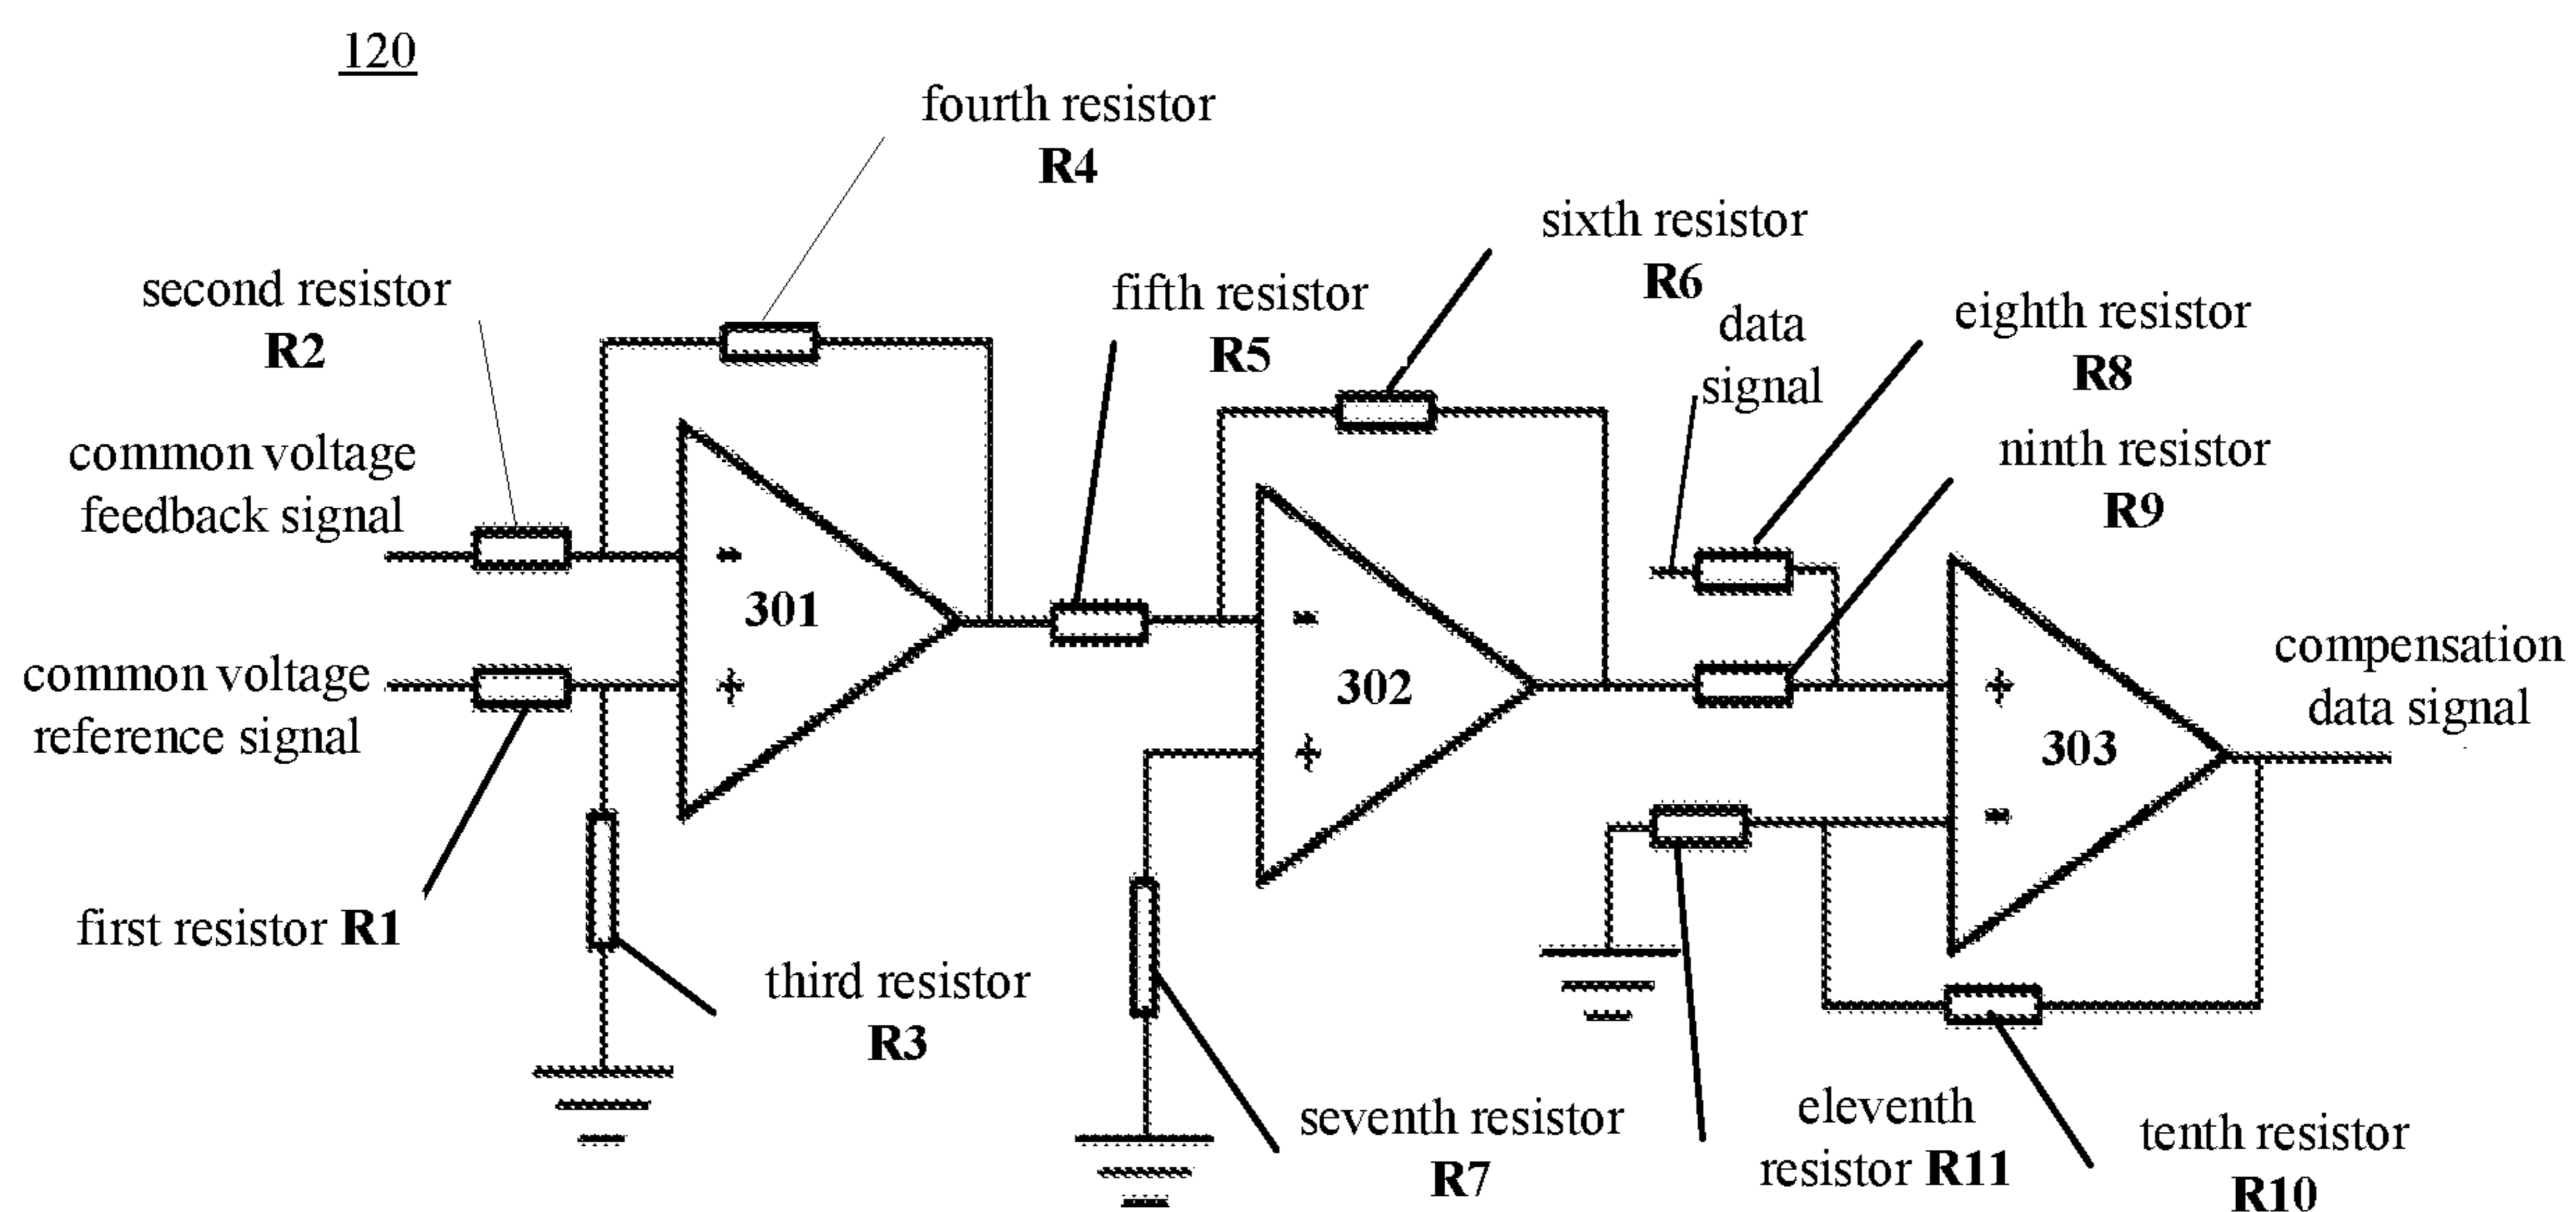 120
fourth resistor
R4
sixth resistor
R6
second resistor
R2
fifth resistor
R5
data
signal
eighth resistor
R8
common voltage
feedback signal
ninth resistor
R9
-
301
+
common voltage
reference signal
-
302
+
+
303
-
compensation
data signal
first resistor R1
third resistor
R3
seventh resistor
R7
eleventh
resistor R11
tenth resistor
R10